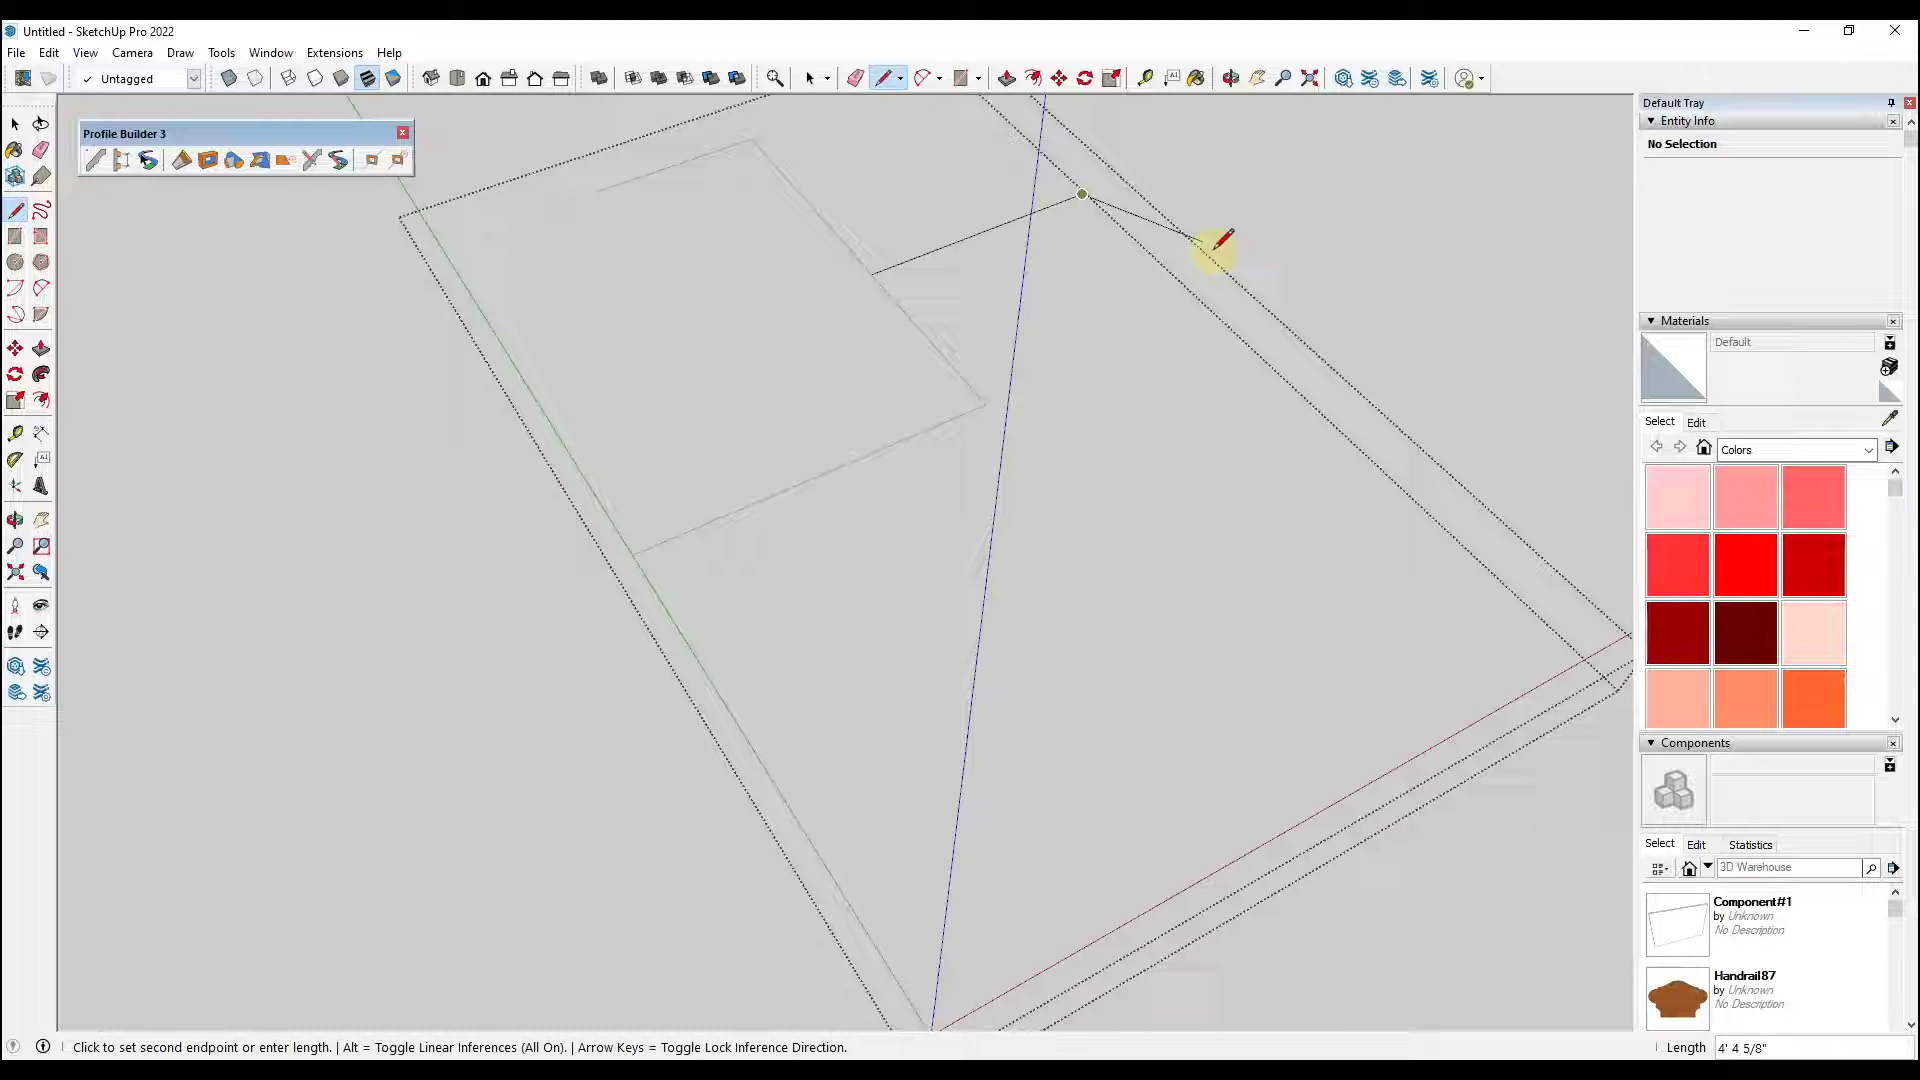 Untitled - SketchUp Pro 2022
File Edit View Camera Draw Tools Window Extensions Help
✓ Untagged
Default Tray
Entity Info
No Selection
Profile Builder 3
Materials
Default
Select Edit
Colors
Components
Select Edit Statistics
3D Warehouse
Component#1
by Unknown
No Description
Handrail87
by Unknown
No Description
Click to set second endpoint or enter length. | Alt = Toggle Linear Inferences (All On). | Arrow Keys = Toggle Lock Inference Direction.
Length 4' 4 5/8"